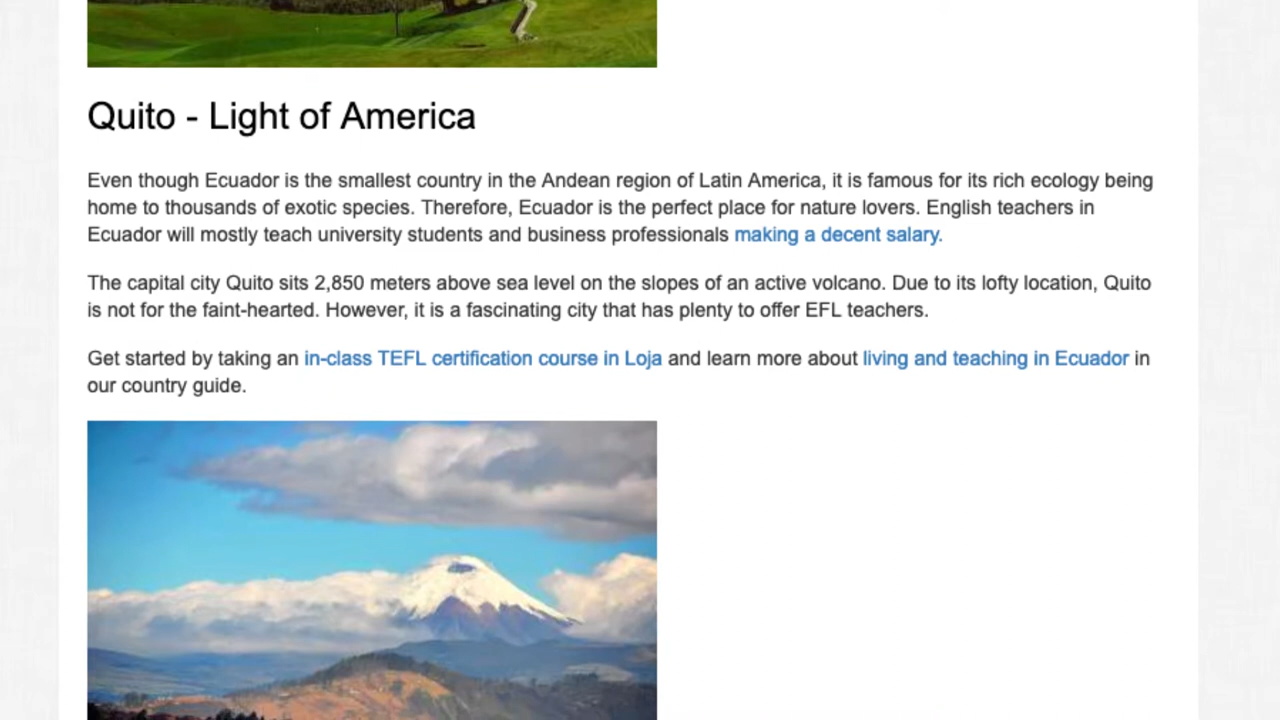 Quito - Light of America
Even though Ecuador is the smallest country in the Andean region of Latin America, it is famous for its rich ecology being
home to thousands of exotic species. Therefore, Ecuador is the perfect place for nature lovers. English teachers in
Ecuador will mostly teach university students and business professionals making a decent salary.
The capital city Quito sits 2,850 meters above sea level on the slopes of an active volcano. Due to its lofty location, Quito
is not for the faint-hearted. However, it is a fascinating city that has plenty to offer EFL teachers.
Get started by taking an in-class TEFL certification course in Loja and learn more about living and teaching in Ecuador in
our country guide.